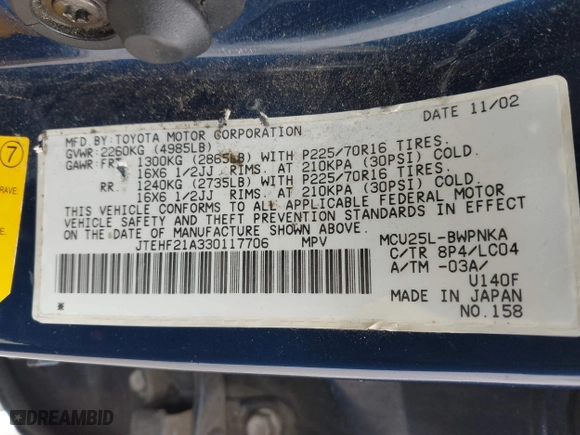 DATE 11/02
MFD.BY:TOYOTA MOTOR CORPORATION
GVWR:2260KG (4985LB)
GAWR:FRT. 1300KG (2865LB) WITH P225/70R16 TIRES.
16X6 1/2JJ RIMS. AT 210KPA (30PSI) COLD.
RR. 1240KG (2735LB) WITH P225/70R16 TIRES.
16X6 1/2JJ RIMS. AT 210KPA (30PSI) COLD.
THIS VEHICLE CONFORMS TO ALL APPLICABLE FEDERAL MOTOR
VEHICLE SAFETY AND THEFT PREVENTION STANDARDS IN EFFECT
ON THE DATE OF MANUFACTURE SHOWN ABOVE.
JTEHF21A330117706 MPV MCU25L-BWPNKA
C/TR 8P4/LC04
A/TM -03A/
U140F
MADE IN JAPAN
NO.158
7
RAVE:
DREAMBID